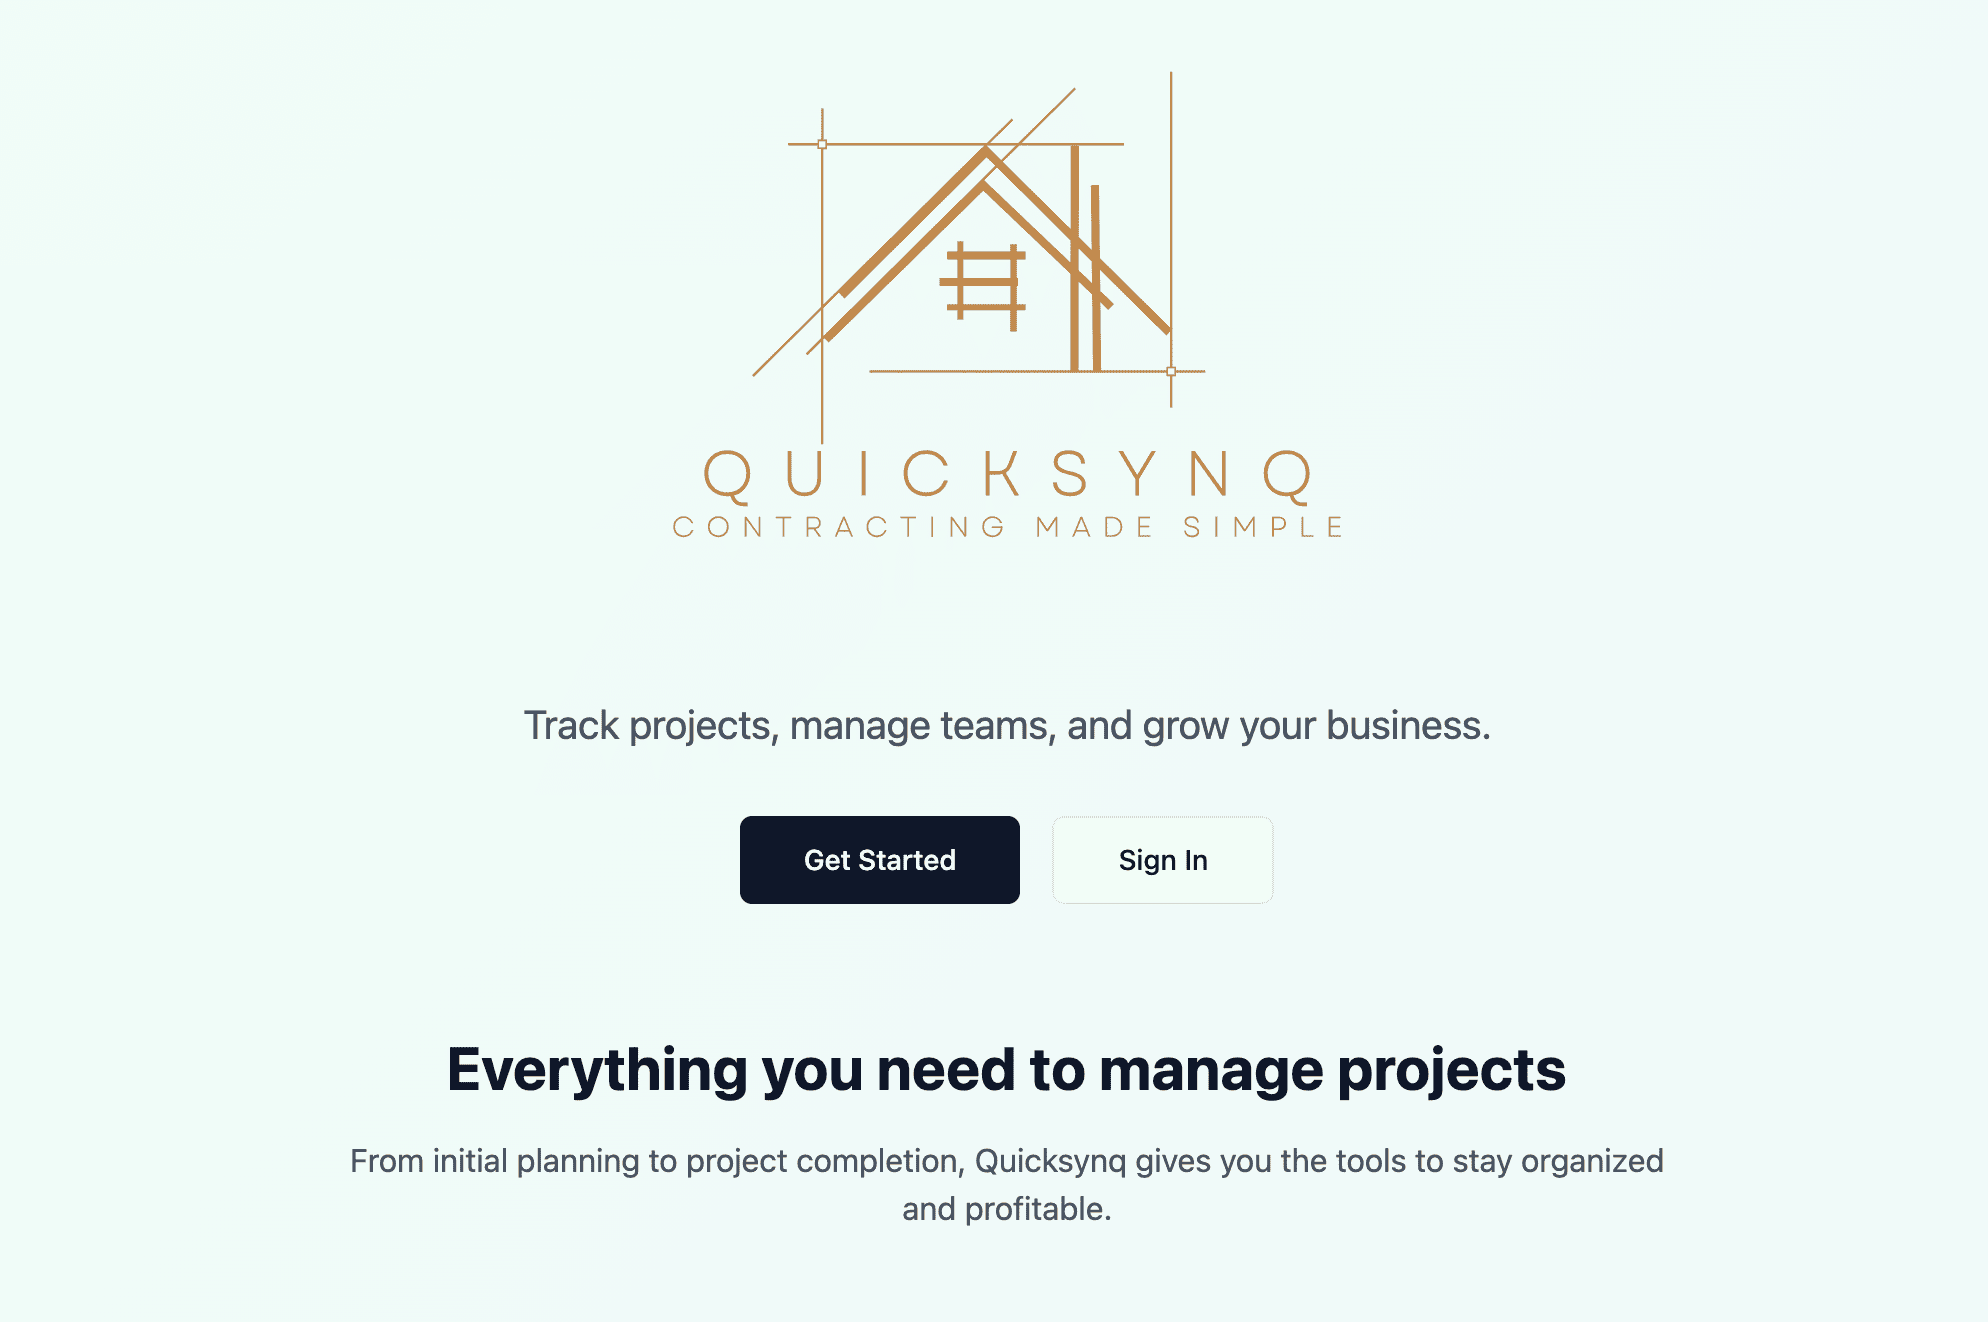 QUICKSYNQ
CONTRACTING MADE SIMPLE
Track projects, manage teams, and grow your business.
Get Started
Sign In
Everything you need to manage projects
From initial planning to project completion, Quicksynq gives you the tools to stay organized
and profitable.